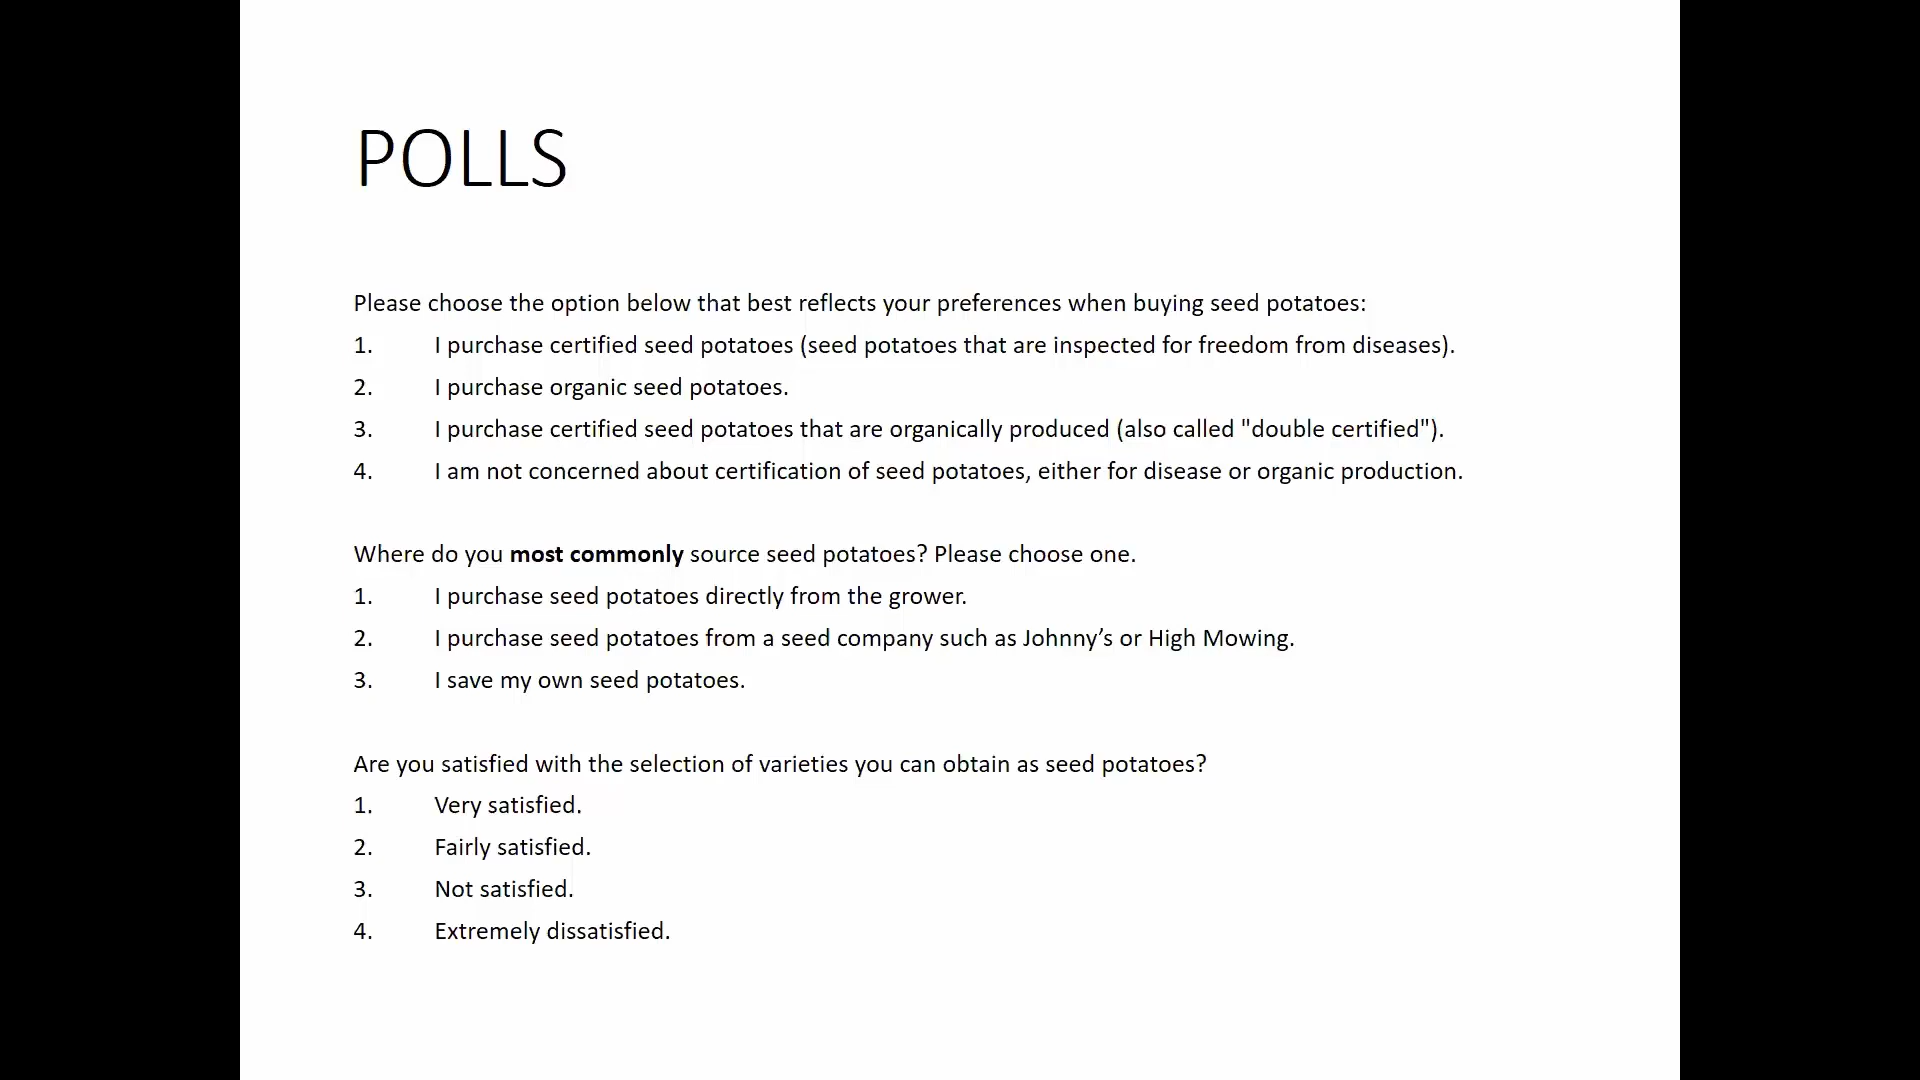 POLLS
Please choose the option below that best reflects your preferences when buying seed potatoes:
1. I purchase certified seed potatoes (seed potatoes that are inspected for freedom from diseases).
2. I purchase organic seed potatoes.
3. I purchase certified seed potatoes that are organically produced (also called "double certified").
4. I am not concerned about certification of seed potatoes, either for disease or organic production.
Where do you most commonly source seed potatoes? Please choose one.
1. I purchase seed potatoes directly from the grower.
2. I purchase seed potatoes from a seed company such as Johnny’s or High Mowing.
3. I save my own seed potatoes.
Are you satisfied with the selection of varieties you can obtain as seed potatoes?
1. Very satisfied.
2. Fairly satisfied.
3. Not satisfied.
4. Extremely dissatisfied.